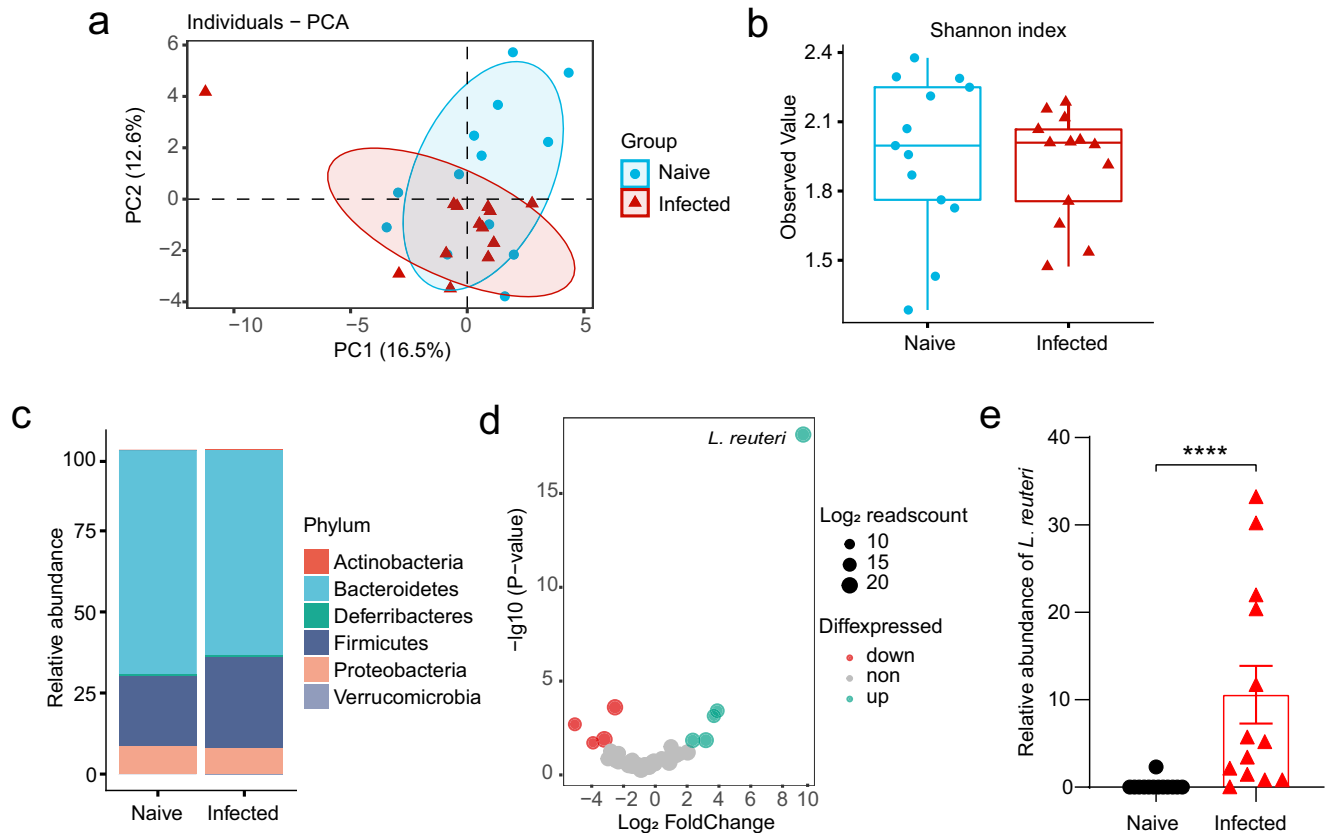 a
Individuals – PCA
6
4
2
0
−2
−4
−10
−5
0
5
PC2 (12.6%)
PC1 (16.5%)
Group
Naive
Infected
b
Shannon index
2.4
2.1
1.8
1.5
Observed Value
Naive
Infected
c
100
75
50
25
0
Relative abundance
Naive
Infected
Phylum
Actinobacteria
Bacteroidetes
Deferribacteres
Firmicutes
Proteobacteria
Verrucomicrobia
d
L. reuteri
15
10
5
0
−lg10 (P−value)
−4
−2
0
2
4
8
10
Log₂ FoldChange
Log₂ readscount
10
15
20
Diffexpressed
down
non
up
e
40
30
20
10
0
Relative abundance of L. reuteri
****
Naive
Infected